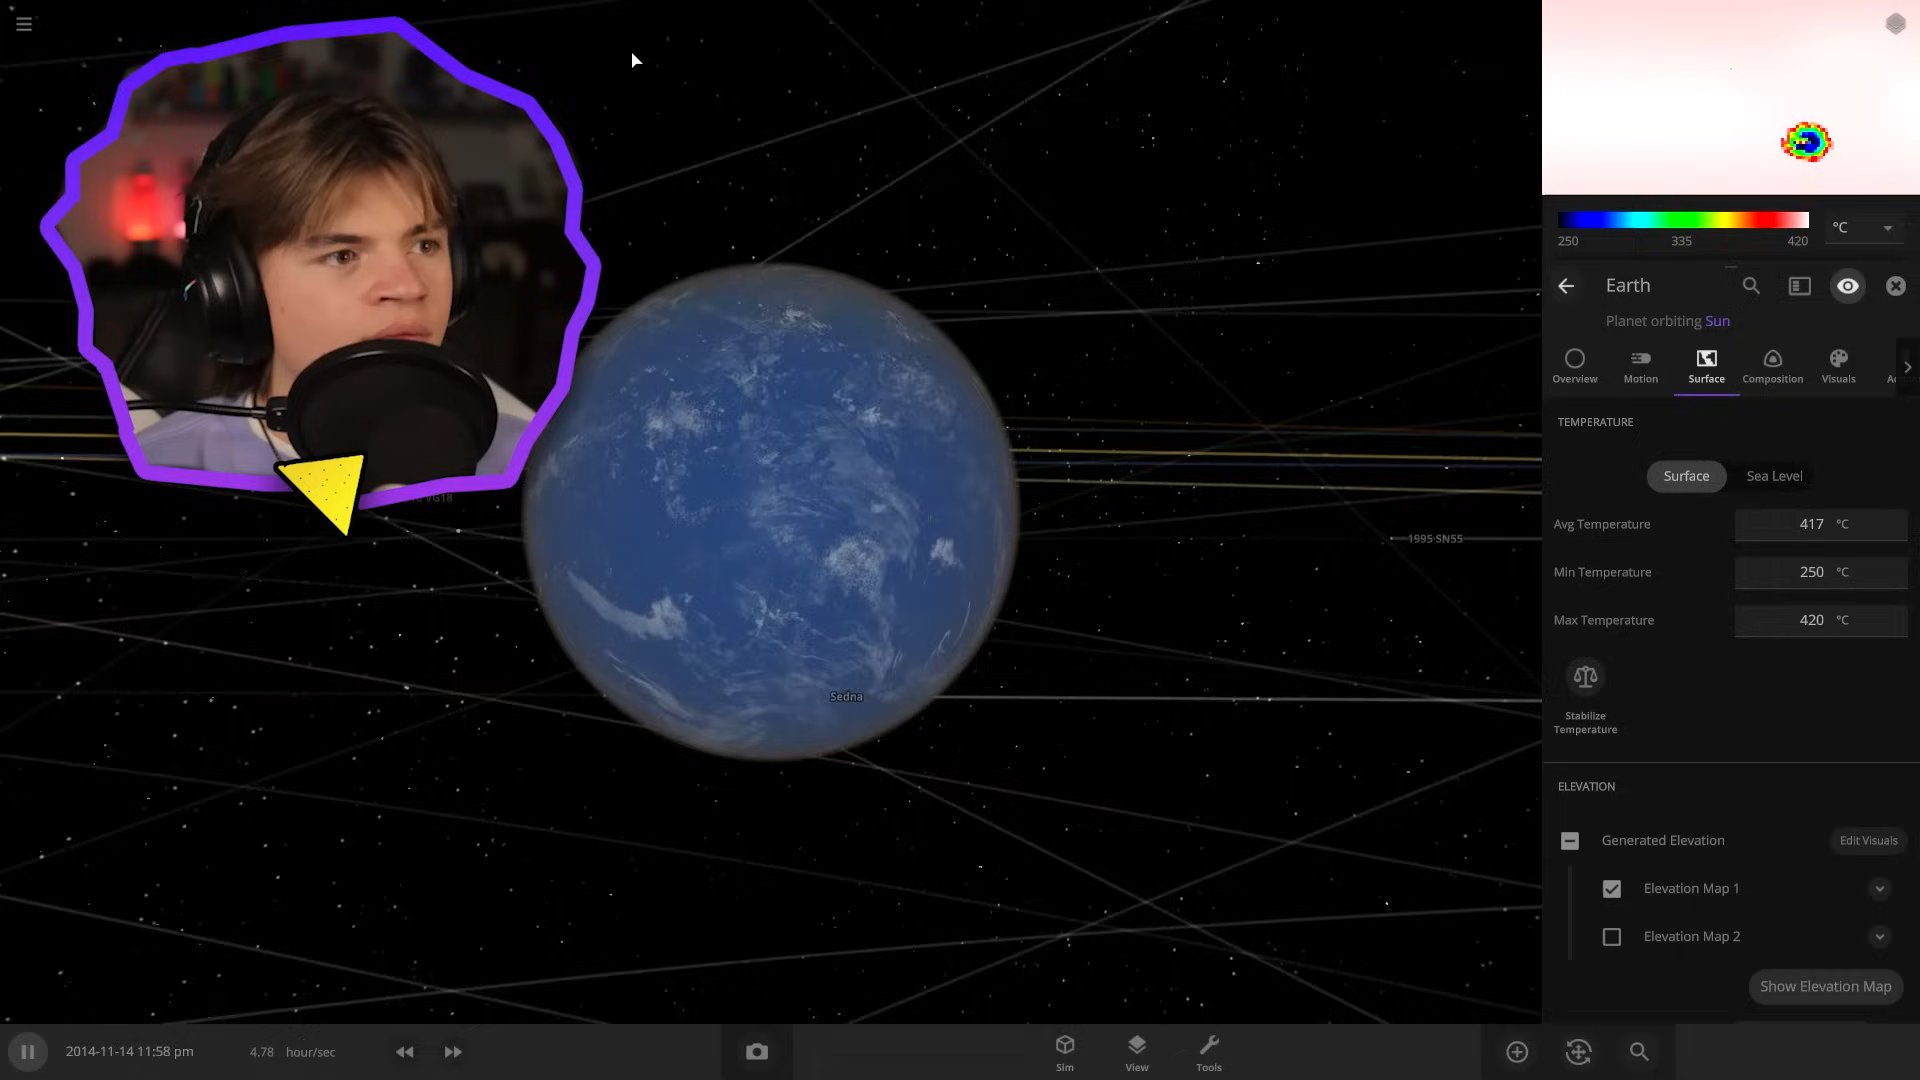 250 335 420
°C
Earth
Planet orbiting Sun
Overview Motion Surface Composition Visuals
TEMPERATURE
Surface Sea Level
Avg Temperature 417 °C
Min Temperature 250 °C
Max Temperature 420 °C
Stabilize
Temperature
ELEVATION
Generated Elevation Edit Visuals
Elevation Map 1
Elevation Map 2
Show Elevation Map
VG18
1995 SN55
Sedna
2014-11-14 11:58 pm 4.78 hour/sec
Sim View Tools